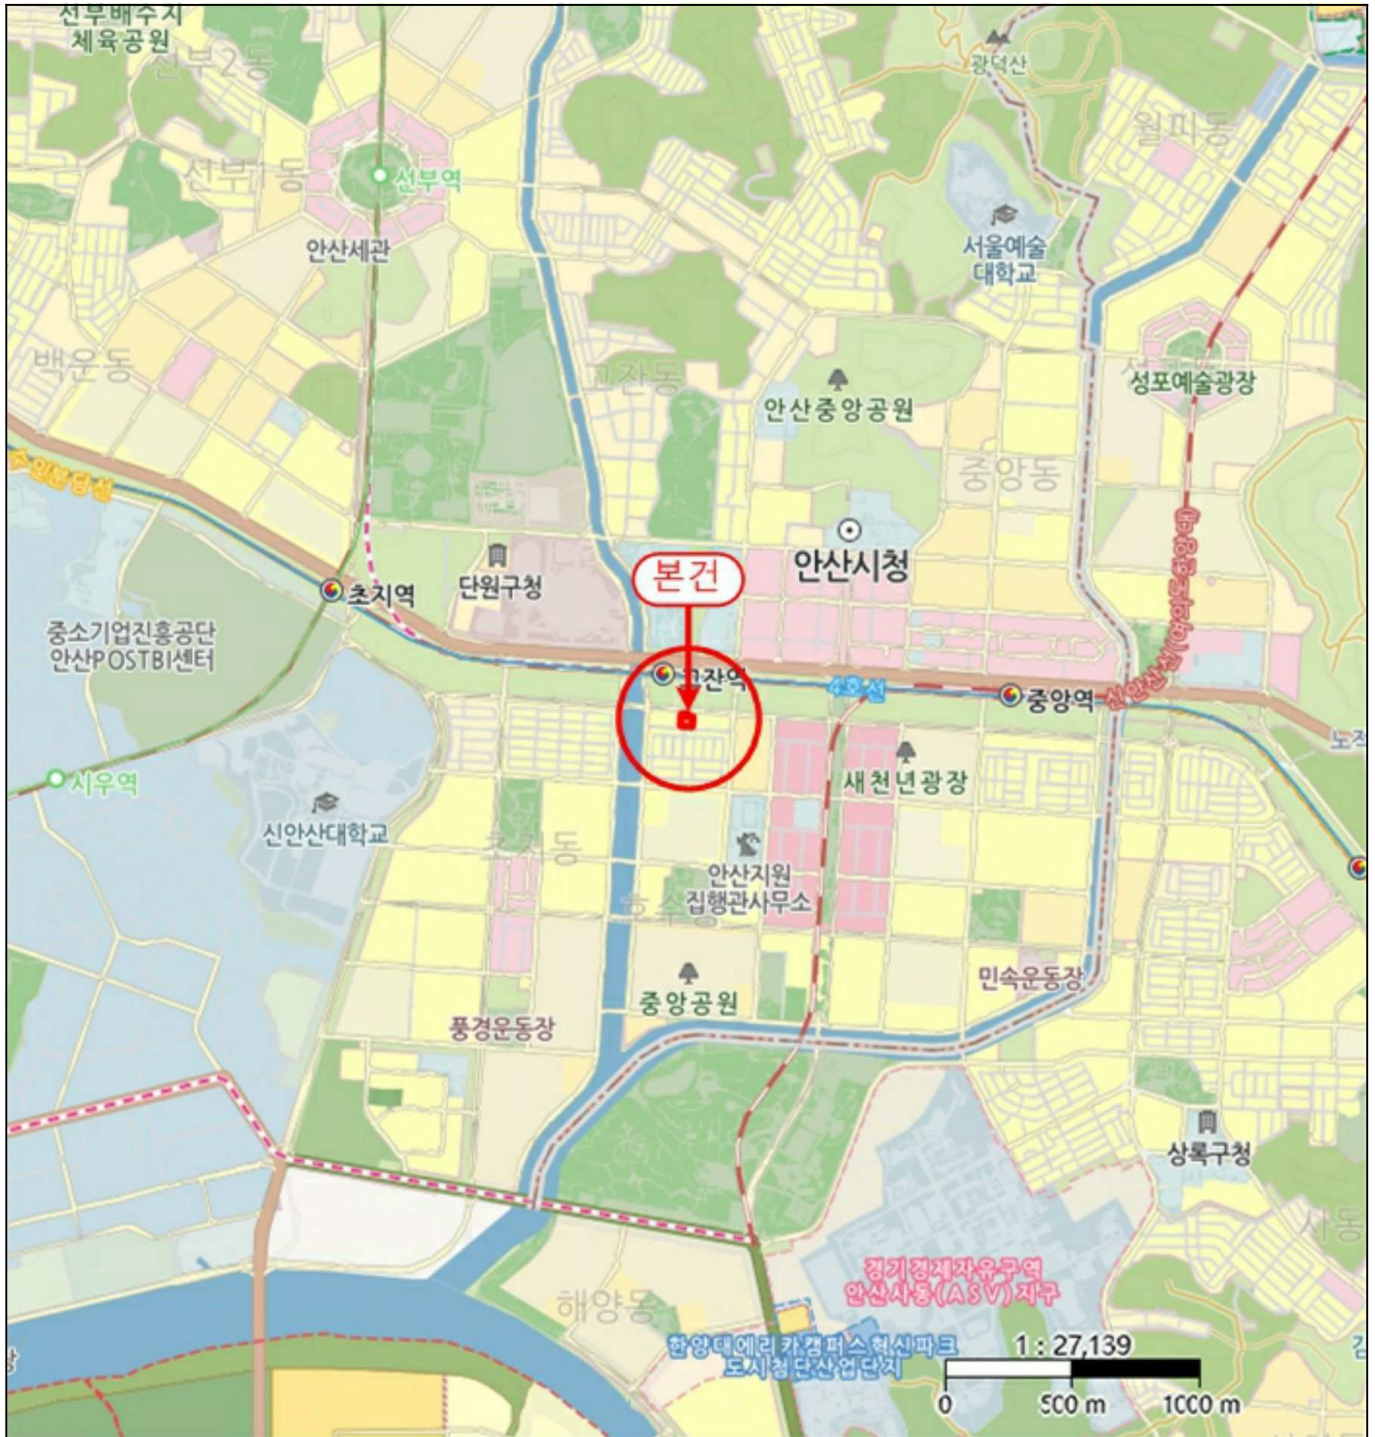 선부배수지
체육공원
선부2동
광덕산
월피동
선부1동
선부역
안산세관
서울예술
대학교
백운동
고잔동
성포예술광장
안산중앙공원
중앙동
수인분당선
안산시청
단원구청
본건
초지역
중소기업진흥공단
안산POSTBI센터
고잔역
4호선
중앙역
신안산선(여의도한양대)
시우역
새천년광장
신안산대학교
초지동
안산지원
집행관사무소
민속운동장
중앙공원
풍경운동장
상록구청
사동
경기경제자유구역
안산사동(ASV)지구
해양동
한양대에리카캠퍼스혁신파크
도시첨단산업단지
1 : 27,139
0 500 m 1000 m